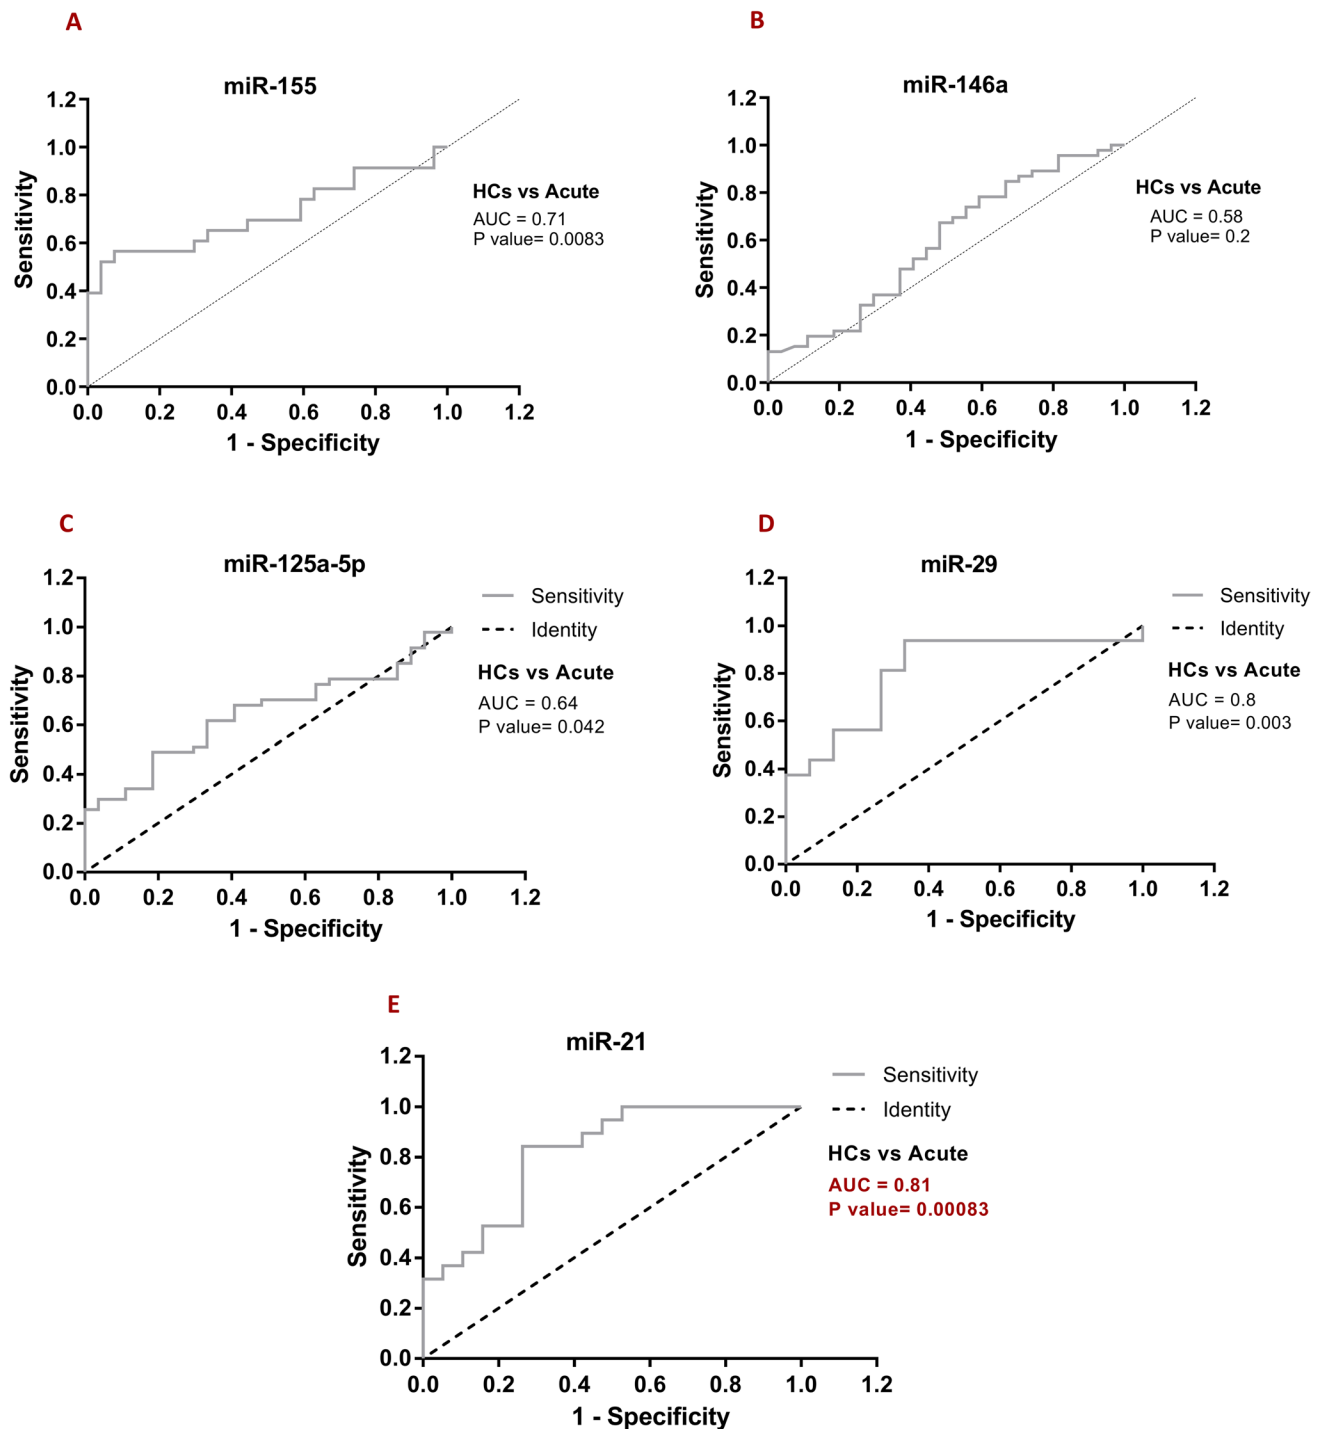 A
miR-155
1.2
1.0
0.8
0.6
0.4
0.2
0.0
Sensitivity
0.0 0.2 0.4 0.6 0.8 1.0 1.2
1 - Specificity
HCs vs Acute
AUC = 0.71
P value= 0.0083
B
miR-146a
1.2
1.0
0.8
0.6
0.4
0.2
0.0
Sensitivity
0.0 0.2 0.4 0.6 0.8 1.0 1.2
1 - Specificity
HCs vs Acute
AUC = 0.58
P value= 0.2
C
miR-125a-5p
1.2
1.0
0.8
0.6
0.4
0.2
0.0
Sensitivity
0.0 0.2 0.4 0.6 0.8 1.0 1.2
1 - Specificity
Sensitivity
Identity
HCs vs Acute
AUC = 0.64
P value= 0.042
D
miR-29
1.2
1.0
0.8
0.6
0.4
0.2
0.0
Sensitivity
0.0 0.2 0.4 0.6 0.8 1.0 1.2
1 - Specificity
Sensitivity
Identity
HCs vs Acute
AUC = 0.8
P value= 0.003
E
miR-21
1.2
1.0
0.8
0.6
0.4
0.2
0.0
Sensitivity
0.0 0.2 0.4 0.6 0.8 1.0 1.2
1 - Specificity
Sensitivity
Identity
HCs vs Acute
AUC = 0.81
P value= 0.00083